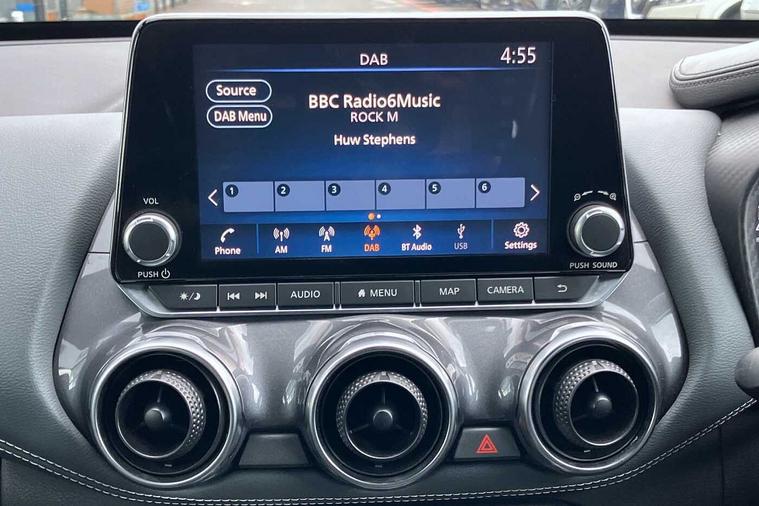 DAB
4:55
Source
DAB Menu
BBC Radio6Music
ROCK M
Huw Stephens
1 2 3 4 5 6
Phone AM FM DAB BT Audio USB Settings
VOL
PUSH
PUSH SOUND
AUDIO MENU MAP CAMERA